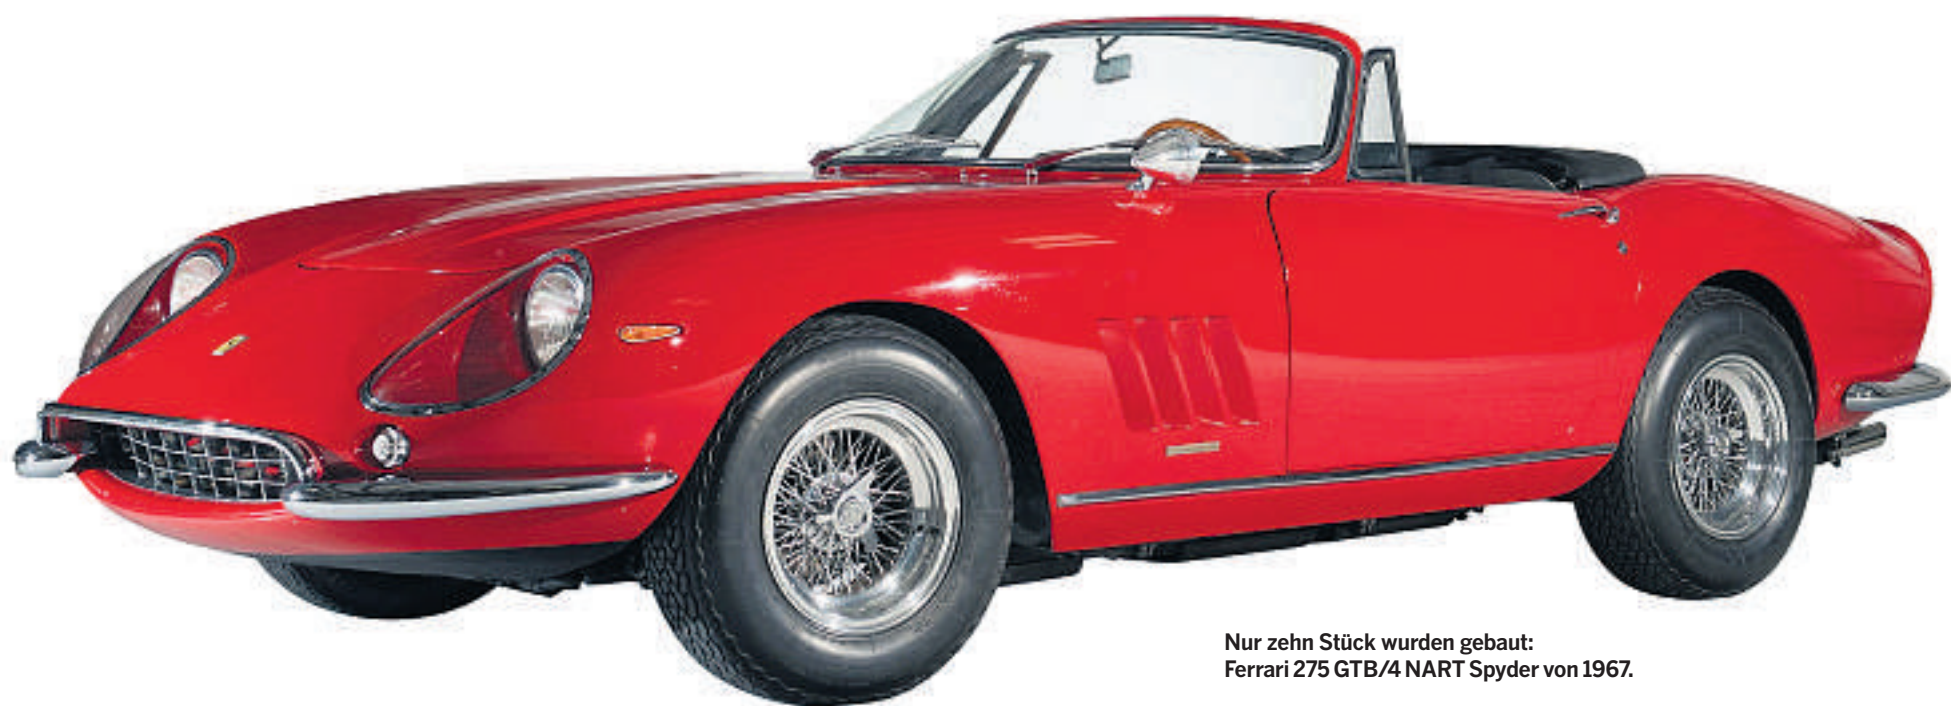 Nur zehn Stück wurden gebaut:
Ferrari 275 GTB/4 NART Spyder von 1967.